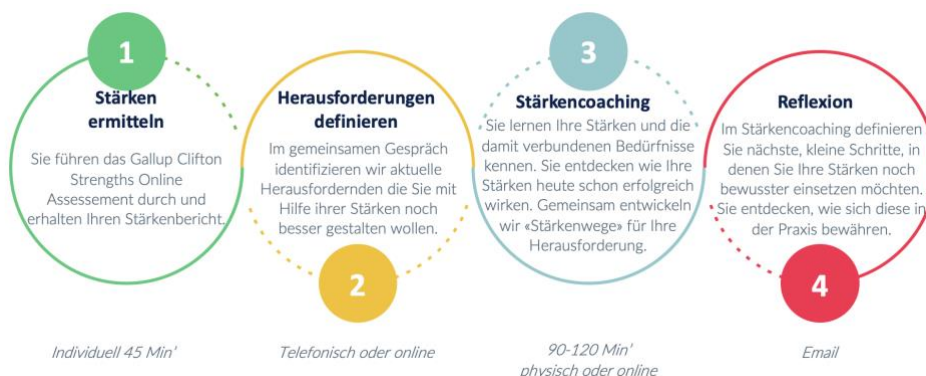 1
Stärken
ermitteln
Sie führen das Gallup Clifton
Strengths Online
Assessement durch und
erhalten Ihren Stärkenbericht.
Individuell 45 Min'
Herausforderungen
definieren
Im gemeinsamen Gespräch
identifizieren wir aktuelle
Herausfordernden die Sie mit
Hilfe ihrer Stärken noch
besser gestalten wollen.
2
Telefonisch oder online
3
Stärkencoaching
Sie lernen Ihre Stärken und die
damit verbundenen Bedürfnisse
kennen. Sie entdecken wie Ihre
Stärken heute schon erfolgreich
wirken. Gemeinsam entwickeln
wir «Stärkenwege» für Ihre
Herausforderung.
90-120 Min'
physisch oder online
Reflexion
Im Stärkencoaching definieren
Sie nächste, kleine Schritte, in
denen Sie Ihre Stärken noch
bewusster einsetzen möchten.
Sie entdecken, wie sich diese in
der Praxis bewähren.
4
Email